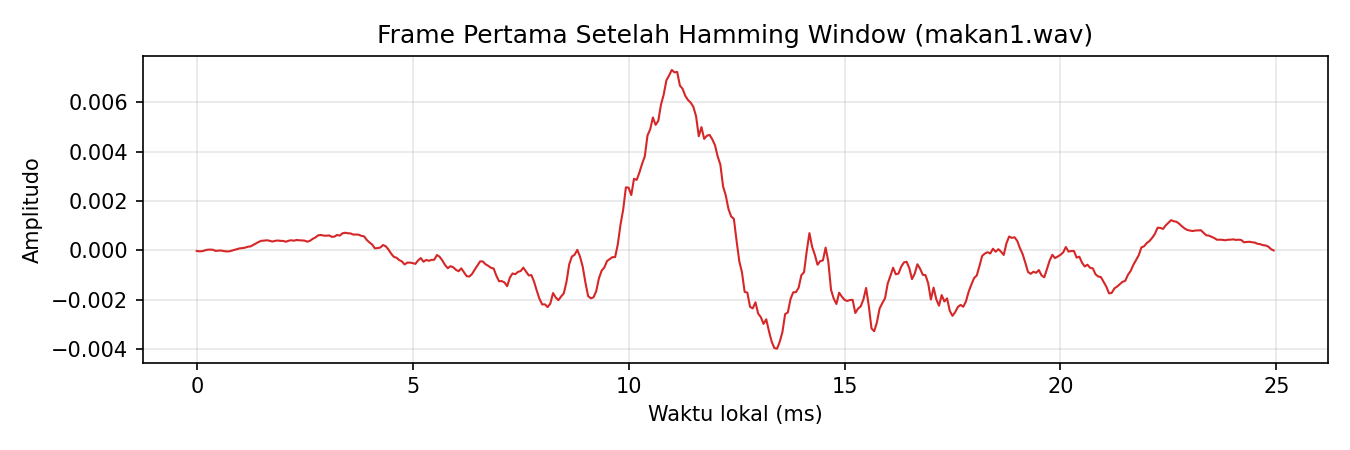 Frame Pertama Setelah Hamming Window (makan1.wav)
Amplitudo
0.006
0.004
0.002
0.000
−0.002
−0.004
0 5 10 15 20 25
Waktu lokal (ms)